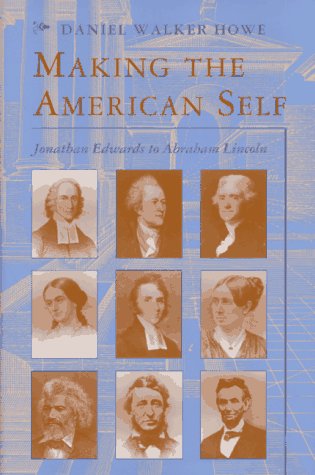 DANIEL WALKER HOWE
MAKING THE
AMERICAN SELF
Jonathan Edwards to Abraham Lincoln